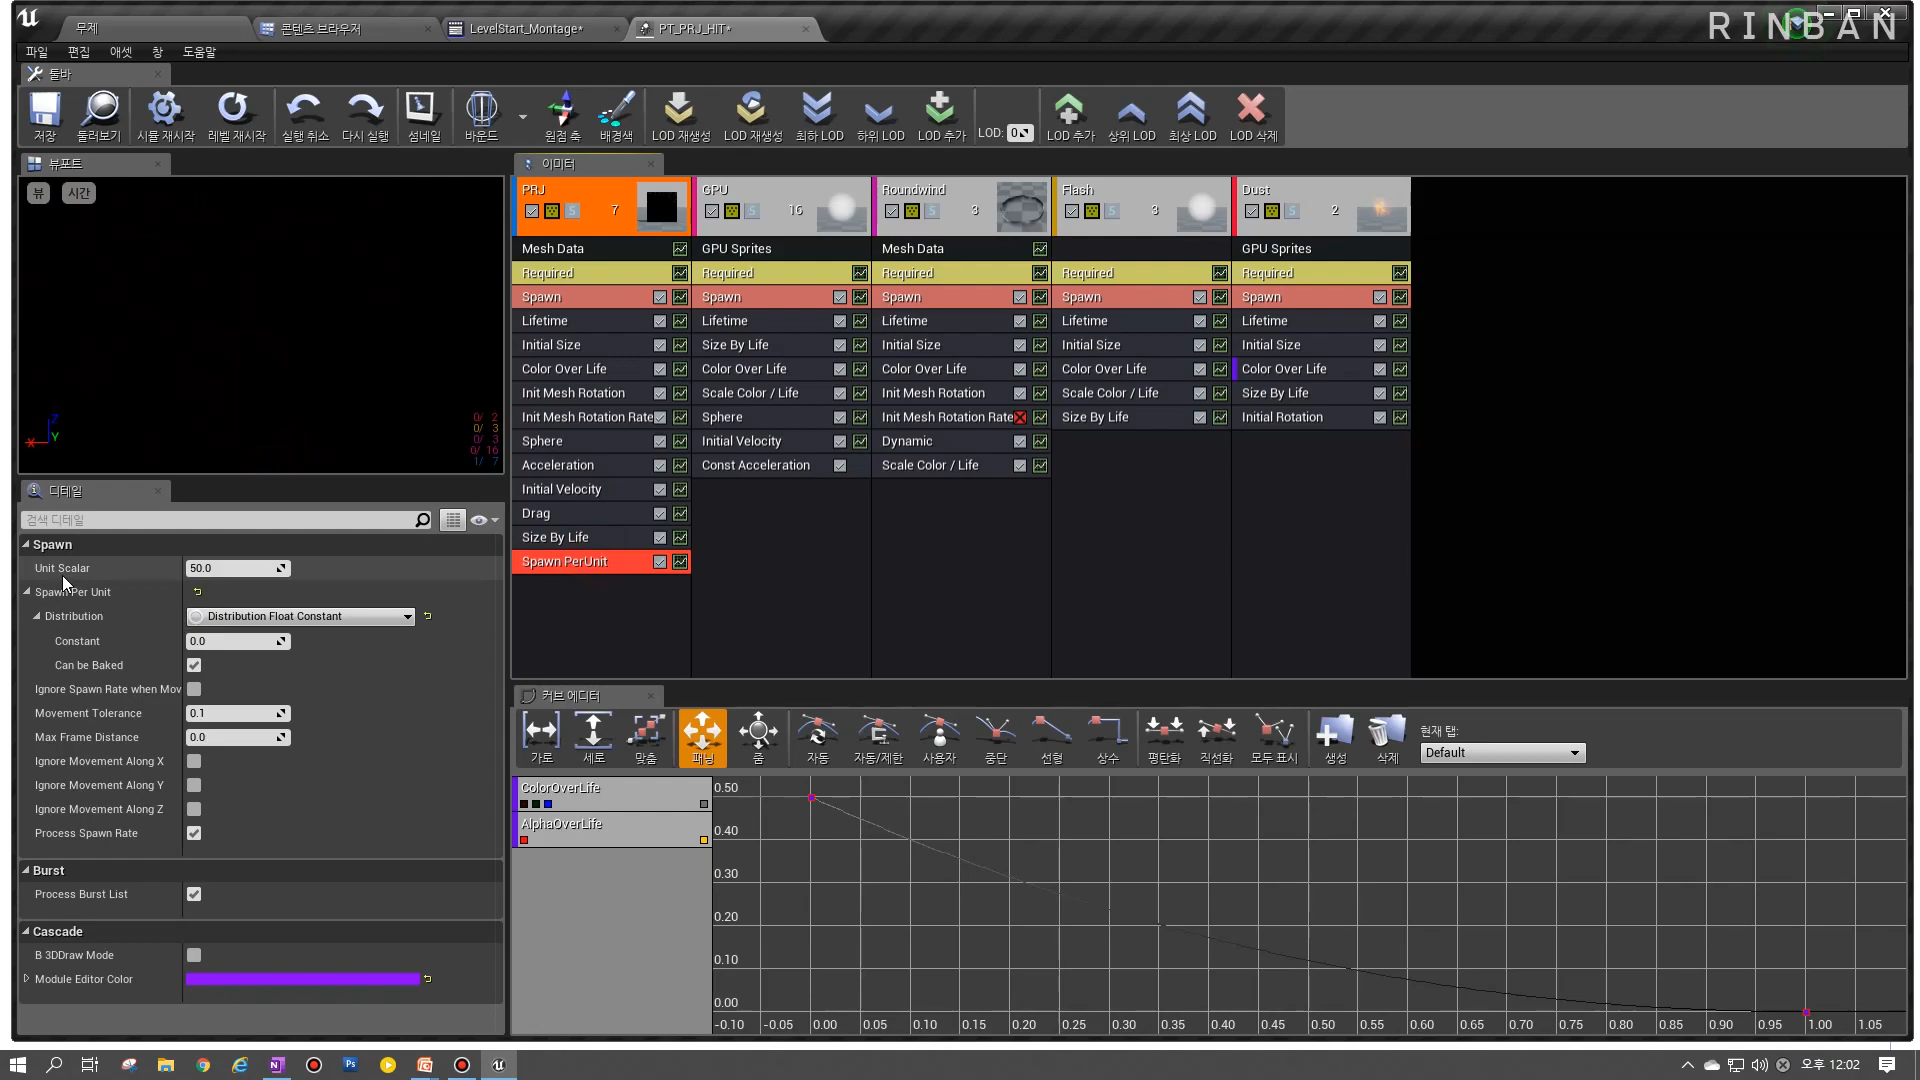 무제
콘텐츠 브라우저
LevelStart_Montage*
PT_PRJ_HIT*
RINBAN
파일 편집 애셋 창 도움말
툴바
저장
둘러보기
시뮬 재시작
레벨 재시작
실행 취소
다시 실행
섬네일
바운드
원점 축
배경색
LOD 재생성
LOD 재생성
최하 LOD
하위 LOD
LOD 추가
LOD: 0
LOD 추가
상위 LOD
최상 LOD
LOD 삭제
뷰포트
뷰 시간
Z
X Y
0/ 2
0/ 3
0/ 3
0/ 16
1/ 7
이미터
PRJ
7
Mesh Data
Required
Spawn
Lifetime
Initial Size
Color Over Life
Init Mesh Rotation
Init Mesh Rotation Rate
Sphere
Acceleration
Initial Velocity
Drag
Size By Life
Spawn PerUnit
GPU
16
GPU Sprites
Required
Spawn
Lifetime
Size By Life
Color Over Life
Scale Color / Life
Sphere
Initial Velocity
Const Acceleration
Roundwind
3
Mesh Data
Required
Spawn
Lifetime
Initial Size
Color Over Life
Init Mesh Rotation
Init Mesh Rotation Rate
Dynamic
Scale Color / Life
Flash
3
Required
Spawn
Lifetime
Initial Size
Color Over Life
Scale Color / Life
Size By Life
Dust
2
GPU Sprites
Required
Spawn
Lifetime
Initial Size
Color Over Life
Size By Life
Initial Rotation
디테일
검색 디테일
Spawn
Unit Scalar 50.0
Spawn Per Unit
Distribution Distribution Float Constant
Constant 0.0
Can be Baked
Ignore Spawn Rate when Mov
Movement Tolerance 0.1
Max Frame Distance 0.0
Ignore Movement Along X
Ignore Movement Along Y
Ignore Movement Along Z
Process Spawn Rate
Burst
Process Burst List
Cascade
B 3DDraw Mode
Module Editor Color
커브 에디터
가로
세로
맞춤
패닝
줌
자동
자동/제한
사용자
중단
선형
상수
평탄화
직선화
모두 표시
생성
삭제
현재 탭:
Default
ColorOverLife
AlphaOverLife
0.50
0.40
0.30
0.20
0.10
0.00
-0.10 -0.05 0.00 0.05 0.10 0.15 0.20 0.25 0.30 0.35 0.40 0.45 0.50 0.55 0.60 0.65 0.70 0.75 0.80 0.85 0.90 0.95 1.00 1.05
오후 12:02